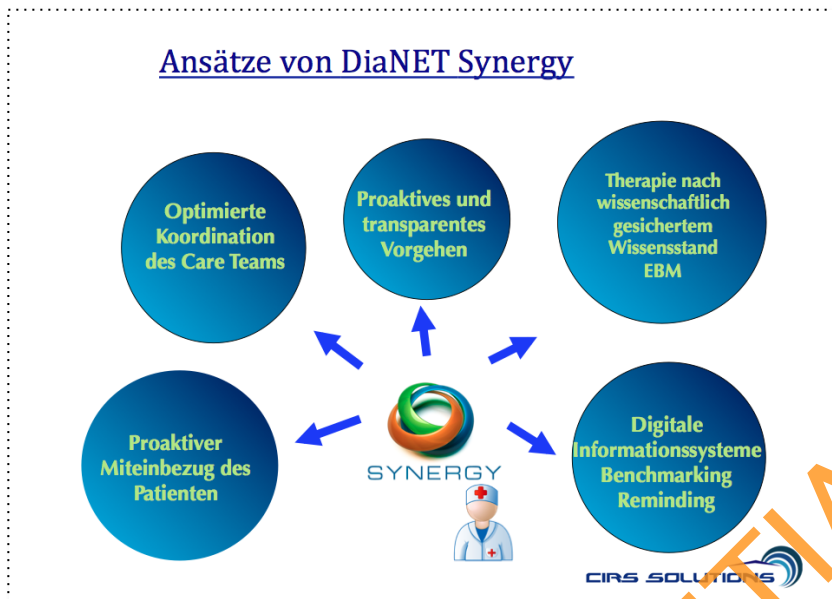 Ansätze von DiaNET Synergy
Optimierte
Koordination
des Care Teams
Proaktives und
transparentes
Vorgehen
Therapie nach
wissenschaftlich
gesichertem
Wissensstand
EBM
Proaktiver
Miteinbezug des
Patienten
SYNERGY
Digitale
Informationssysteme
Benchmarking
Reminding
CIRS SOLUTIONS
TIA